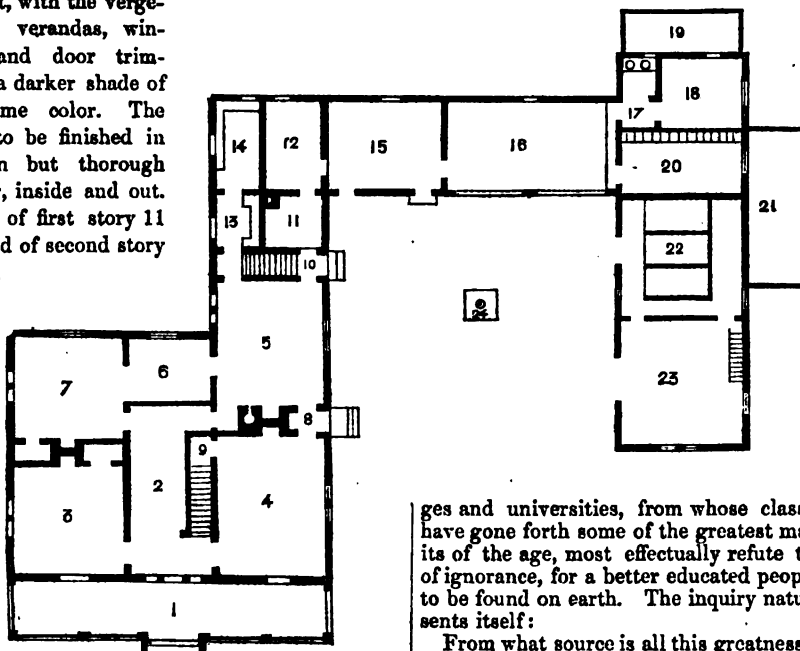 t, with the verge-
verandas, win-
and door trim-
a darker shade of
me color. The
to be finished in
n but thorough
r, inside and out.
of first story 11
d of second story
19
18
17
14
12
15
16
20
13
11
21
10
22
24
5
6
7
23
8
9
2
4
3
1
ges and universities, from whose class
have gone forth some of the greatest ma
its of the age, most effectually refute t
of ignorance, for a better educated peop
to be found on earth. The inquiry natu
sents itself:
From what source is all this greatness